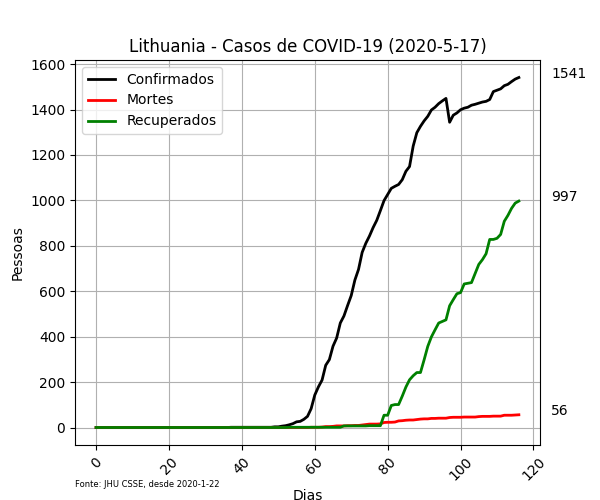 Lithuania - Casos de COVID-19 (2020-5-17)
Confirmados
Mortes
Recuperados
Pessoas
1600
1400
1200
1000
800
600
400
200
0
1541
997
56
0 20 40 60 80 100 120
Fonte: JHU CSSE, desde 2020-1-22
Dias